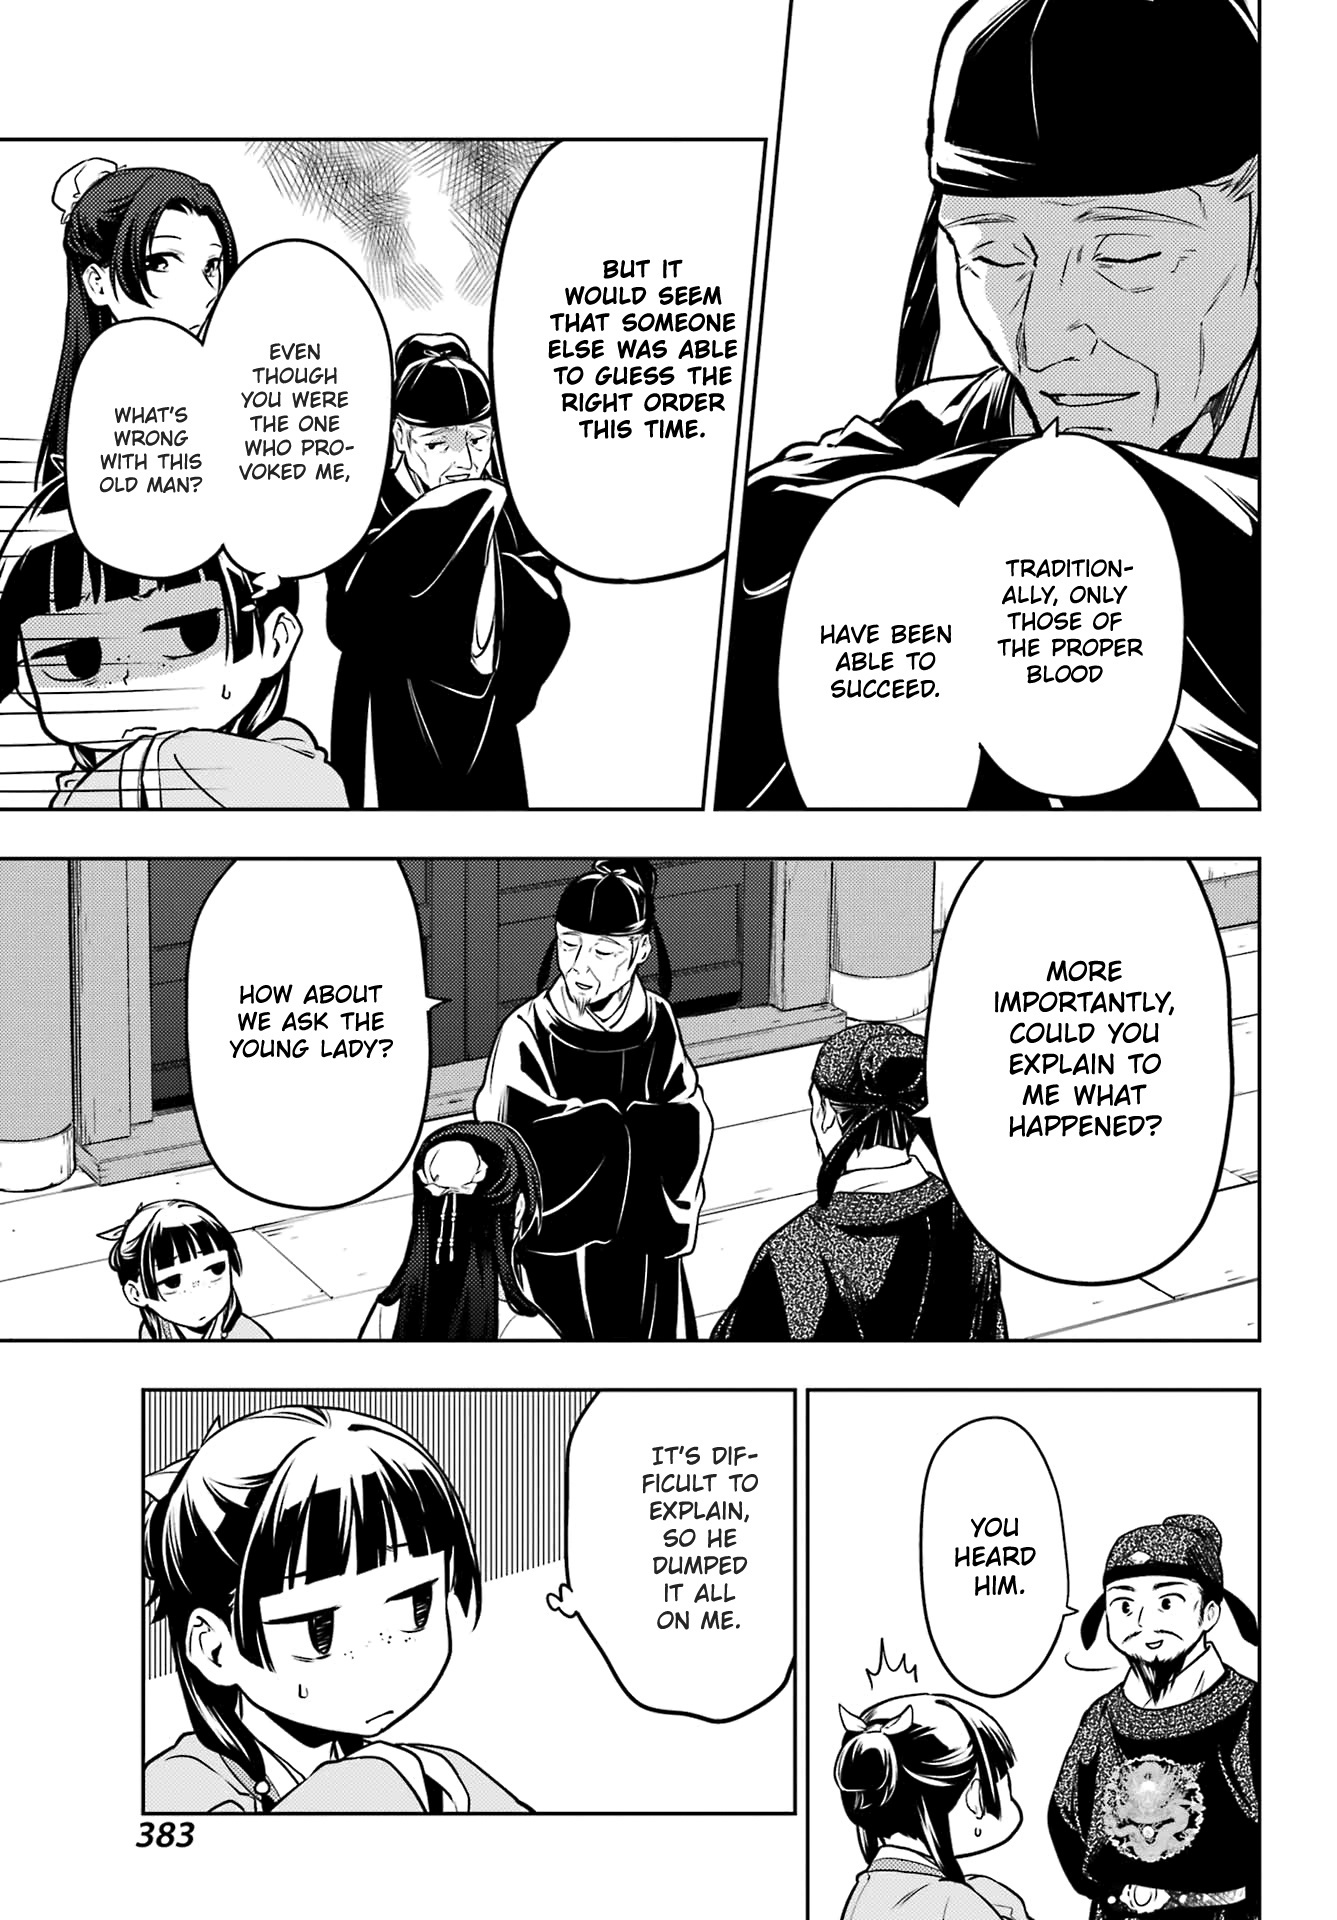 TRADITION-
ALLY, ONLY
THOSE OF
THE PROPER
BLOOD
HAVE BEEN
ABLE TO
SUCCEED.
BUT IT
WOULD SEEM
THAT SOMEONE
ELSE WAS ABLE
TO GUESS THE
RIGHT ORDER
THIS TIME.
EVEN
THOUGH
YOU WERE
THE ONE
WHO PRO-
VOKED ME,
WHAT'S
WRONG
WITH THIS
OLD MAN?
MORE
IMPORTANTLY,
COULD YOU
EXPLAIN TO
ME WHAT
HAPPENED?
HOW ABOUT
WE ASK THE
YOUNG LADY?
YOU
HEARD
HIM.
IT'S DIF-
FICULT TO
EXPLAIN,
SO HE
DUMPED
IT ALL
ON ME.
383